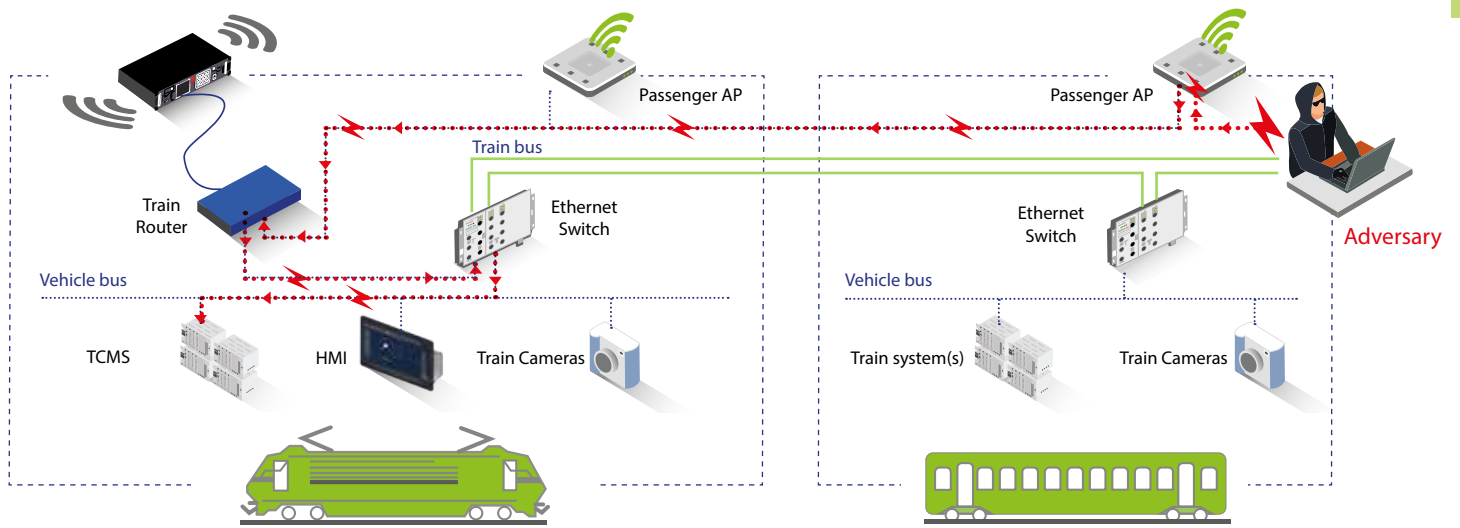 Passenger AP
Passenger AP
Train bus
Train
Router
Ethernet
Switch
Ethernet
Switch
Adversary
Vehicle bus
Vehicle bus
TCMS
HMI
Train Cameras
Train system(s)
Train Cameras